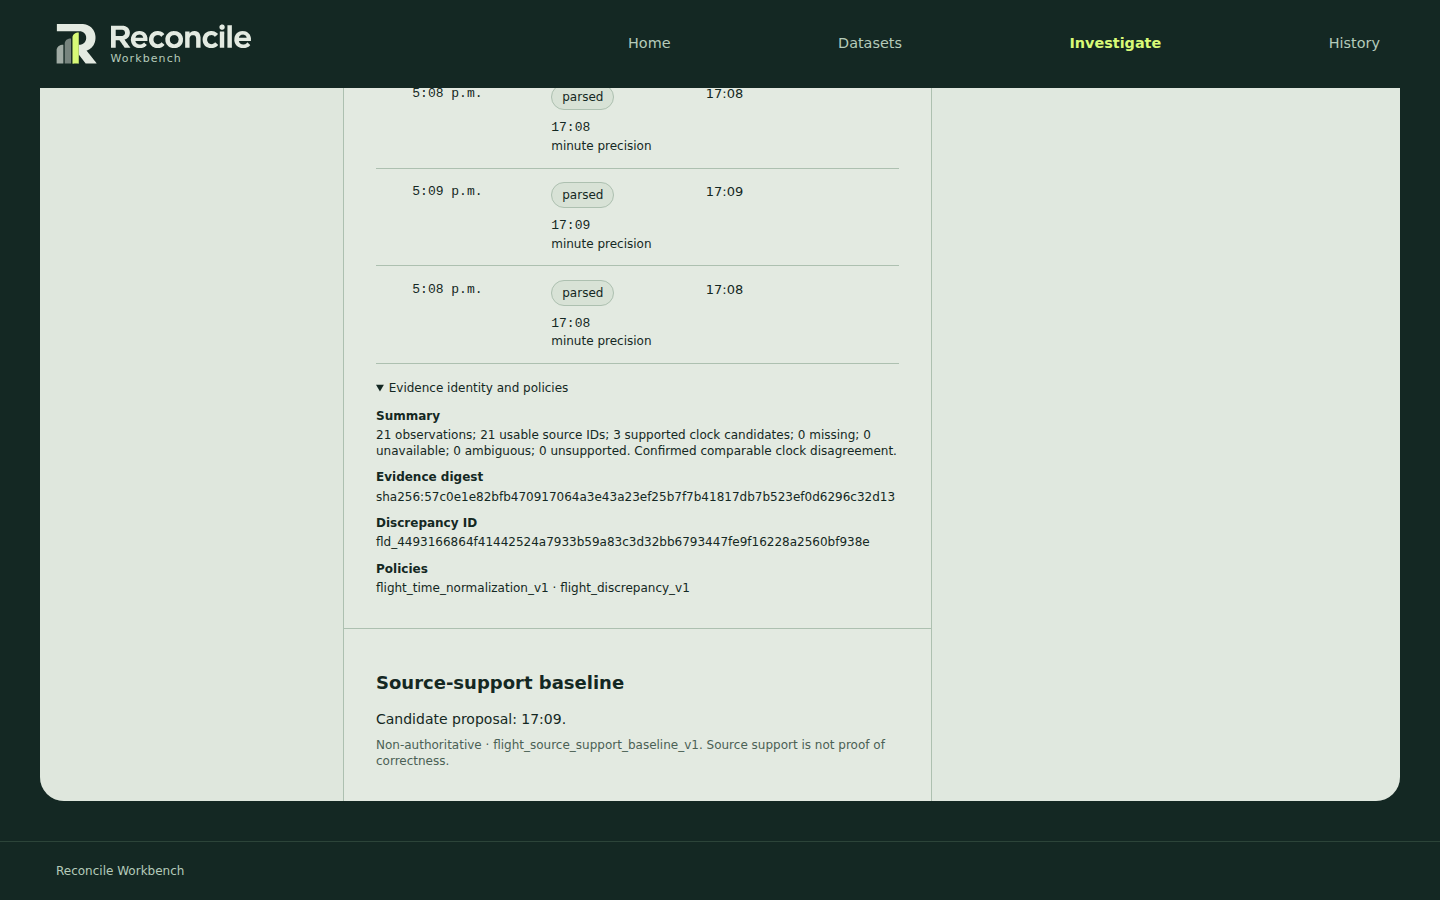 Reconcile
Workbench
Home
Datasets
Investigate
History
5:08 p.m.
parsed
17:08
17:08
minute precision
5:09 p.m.
parsed
17:09
17:09
minute precision
5:08 p.m.
parsed
17:08
17:08
minute precision
▼ Evidence identity and policies
Summary
21 observations; 21 usable source IDs; 3 supported clock candidates; 0 missing; 0
unavailable; 0 ambiguous; 0 unsupported. Confirmed comparable clock disagreement.
Evidence digest
sha256:57c0e1e82bfb470917064a3e43a23ef25b7f7b41817db7b523ef0d6296c32d13
Discrepancy ID
fld_4493166864f41442524a7933b59a83c3d32bb6793447fe9f16228a2560bf938e
Policies
flight_time_normalization_v1 · flight_discrepancy_v1
Source-support baseline
Candidate proposal: 17:09.
Non-authoritative · flight_source_support_baseline_v1. Source support is not proof of
correctness.
Reconcile Workbench